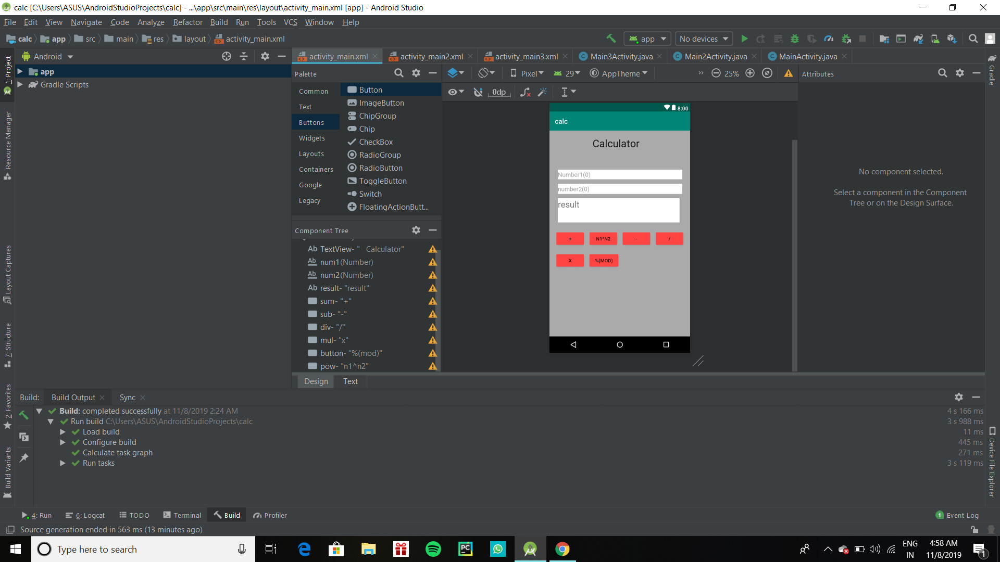 calc [C:\Users\ASUS\AndroidStudioProjects\calc] - ...\app\src\main\res\layout\activity_main.xml [app] - Android Studio
File Edit View Navigate Code Analyze Refactor Build Run Tools VCS Window Help
calc app src main res layout activity_main.xml app No devices
1: Project
Resource Manager
Layout Captures
7: Structure
2: Favorites
Build Variants
Android
app
Gradle Scripts
activity_main.xml activity_main2.xml activity_main3.xml Main3Activity.java Main2Activity.java MainActivity.java
Palette
Common
Text
Buttons
Widgets
Layouts
Containers
Google
Legacy
Button
ImageButton
ChipGroup
Chip
CheckBox
RadioGroup
RadioButton
ToggleButton
Switch
FloatingActionButt...
Component Tree
Ab TextView- " Calculator"
Ab num1(Number)
Ab num2(Number)
Ab result- "result"
sum- "+"
sub- "-"
div- "/"
mul- "x"
button- "%(mod)"
pow- "n1^n2"
Pixel 29 AppTheme » 25%
0dp
8:00
calc
Calculator
Number1(0)
number2(0)
result
+ N1^N2 - /
X %(MOD)
Design Text
Attributes
No component selected.
Select a component in the Component
Tree or on the Design Surface.
Gradle
Device File Explorer
Build: Build Output Sync
Build: completed successfully at 11/8/2019 2:24 AM 4 s 166 ms
Run build C:\Users\ASUS\AndroidStudioProjects\calc 3 s 988 ms
Load build 11 ms
Configure build 445 ms
Calculate task graph 271 ms
Run tasks 3 s 119 ms
4: Run 6: Logcat TODO Terminal Build Profiler 1 Event Log
Source generation ended in 563 ms (13 minutes ago)
Type here to search
PC
ENG
IN
4:58 AM
11/8/2019
1